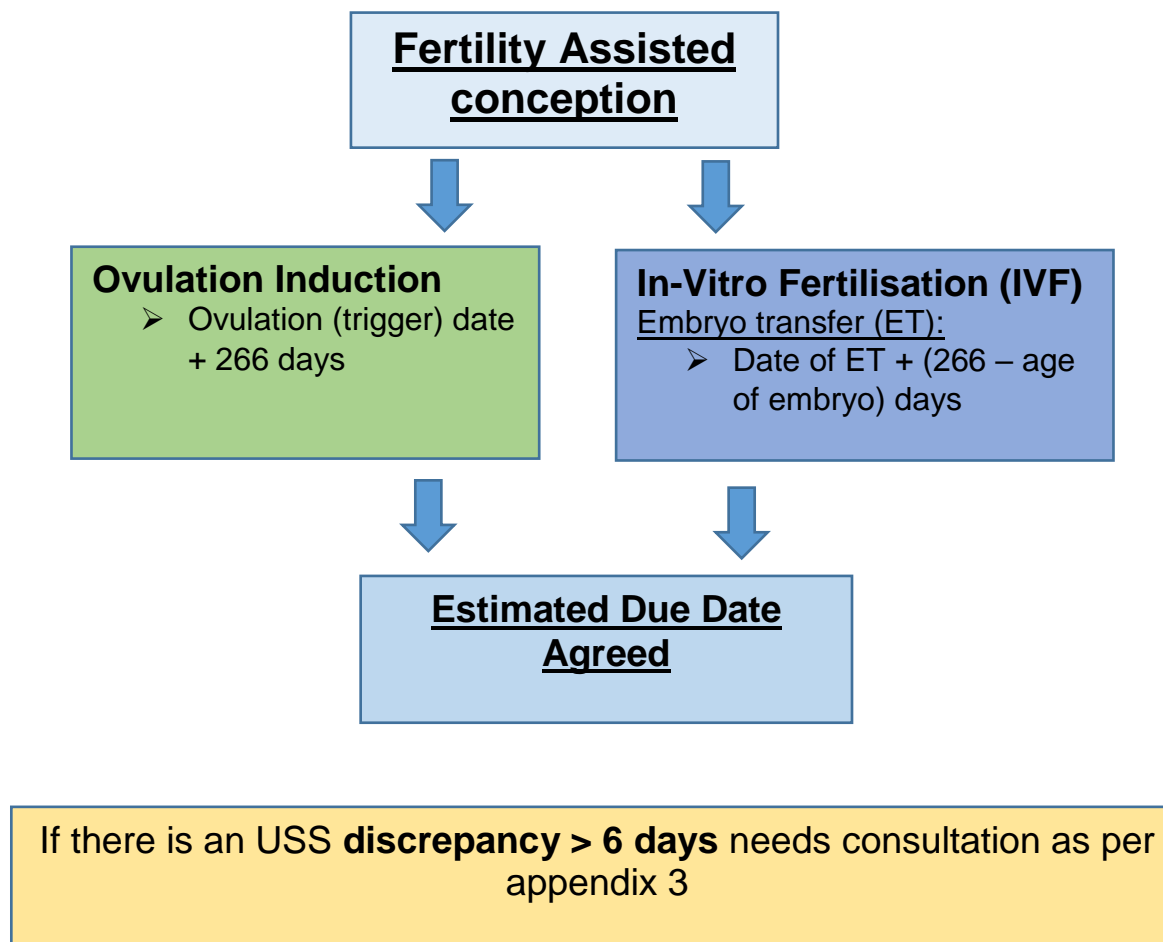 Fertility Assisted
conception
Ovulation Induction
➢ Ovulation (trigger) date
+ 266 days
In-Vitro Fertilisation (IVF)
Embryo transfer (ET):
➢ Date of ET + (266 – age
of embryo) days
Estimated Due Date
Agreed
If there is an USS discrepancy > 6 days needs consultation as per
appendix 3